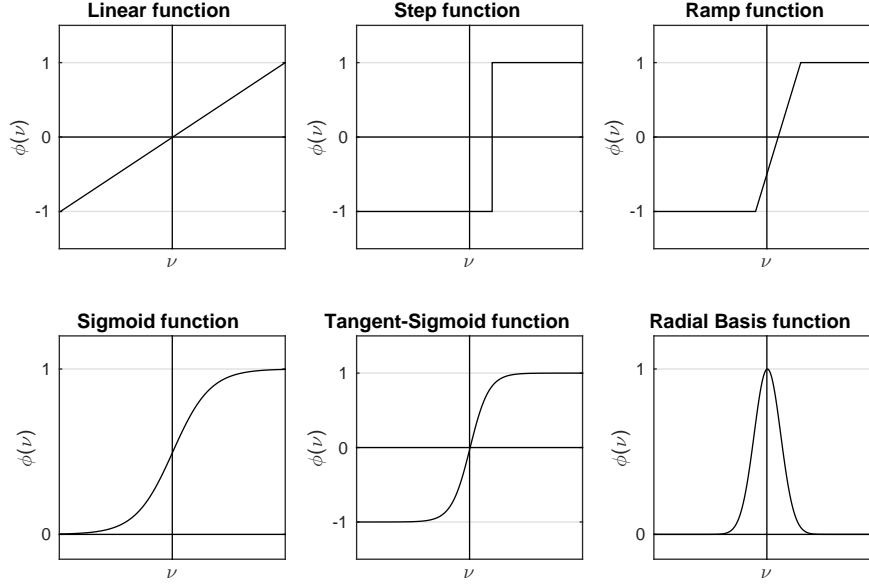 Linear function
1
0
-1
ϕ(ν)
ν
Step function
1
0
-1
ϕ(ν)
ν
Ramp function
1
0
-1
ϕ(ν)
ν
Sigmoid function
1
0
ϕ(ν)
ν
Tangent-Sigmoid function
1
0
-1
ϕ(ν)
ν
Radial Basis function
1
0
ϕ(ν)
ν